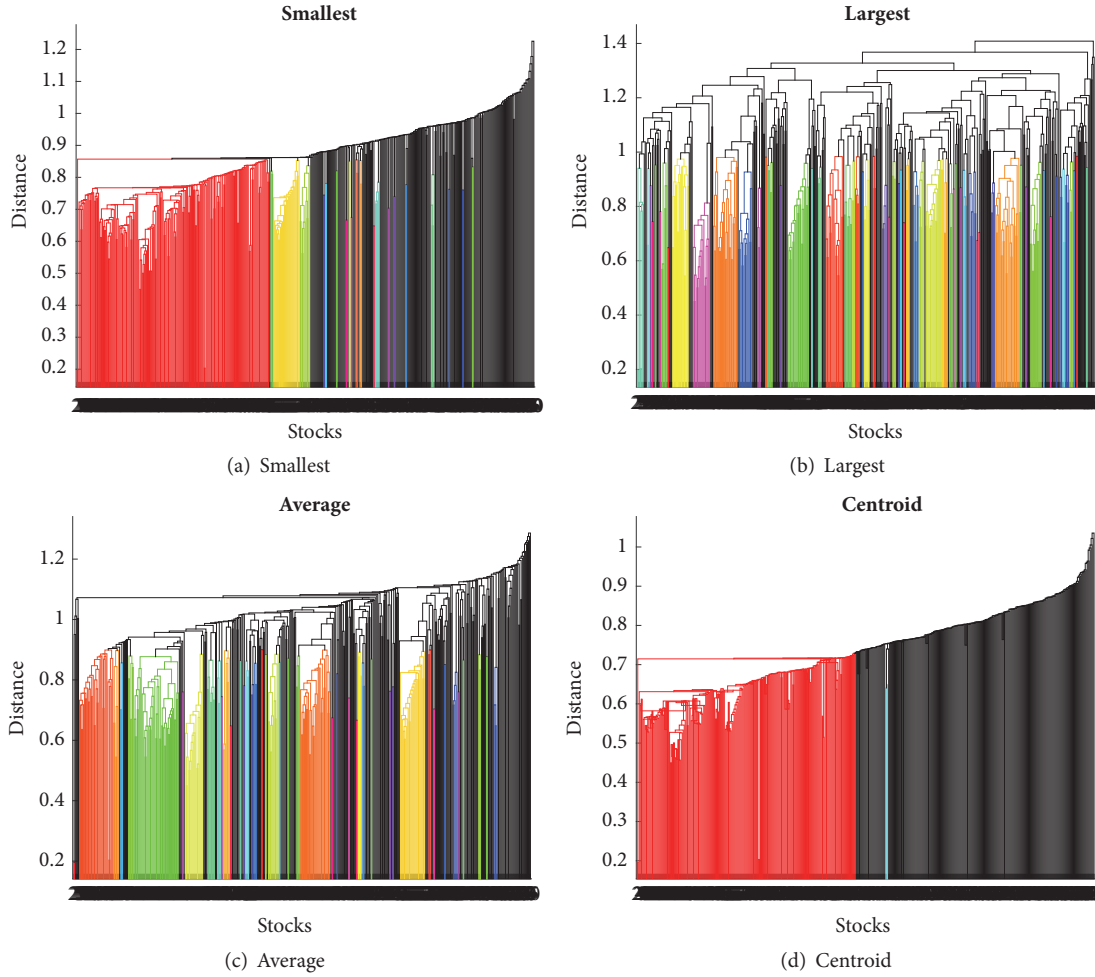 Smallest
1.2
1.1
1
0.9
0.8
0.7
0.6
0.5
0.4
0.3
0.2
Distance
Stocks
(a) Smallest
Largest
1.4
1.2
1
0.8
0.6
0.4
0.2
Distance
Stocks
(b) Largest
Average
1.2
1
0.8
0.6
0.4
0.2
Distance
Stocks
(c) Average
Centroid
1
0.9
0.8
0.7
0.6
0.5
0.4
0.3
0.2
Distance
Stocks
(d) Centroid